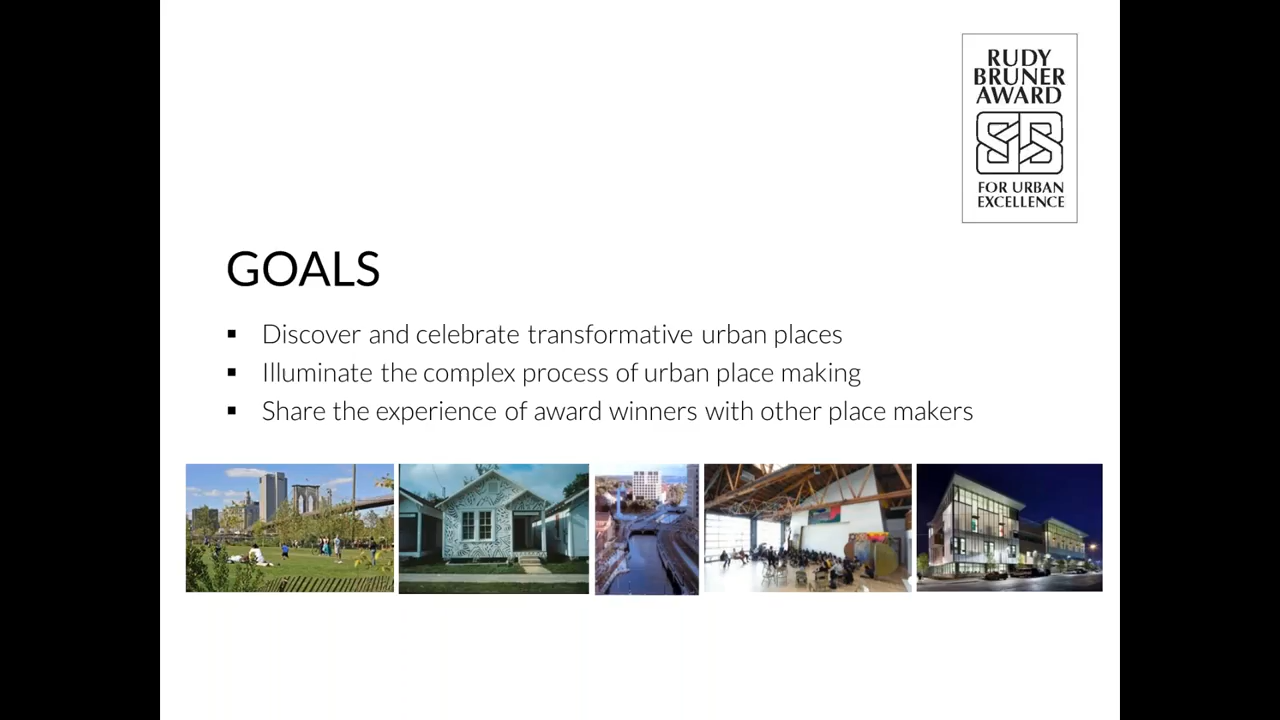 RUDY
BRUNER
AWARD
FOR URBAN
EXCELLENCE
GOALS
▪ Discover and celebrate transformative urban places
▪ Illuminate the complex process of urban place making
▪ Share the experience of award winners with other place makers